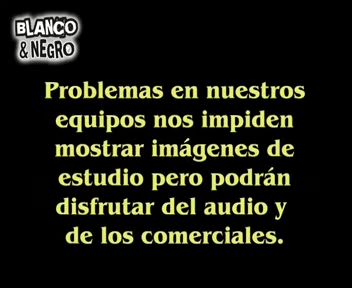 BLANCO
& NEGRO
Problemas en nuestros
equipos nos impiden
mostrar imágenes de
estudio pero podrán
disfrutar del audio y
de los comerciales.